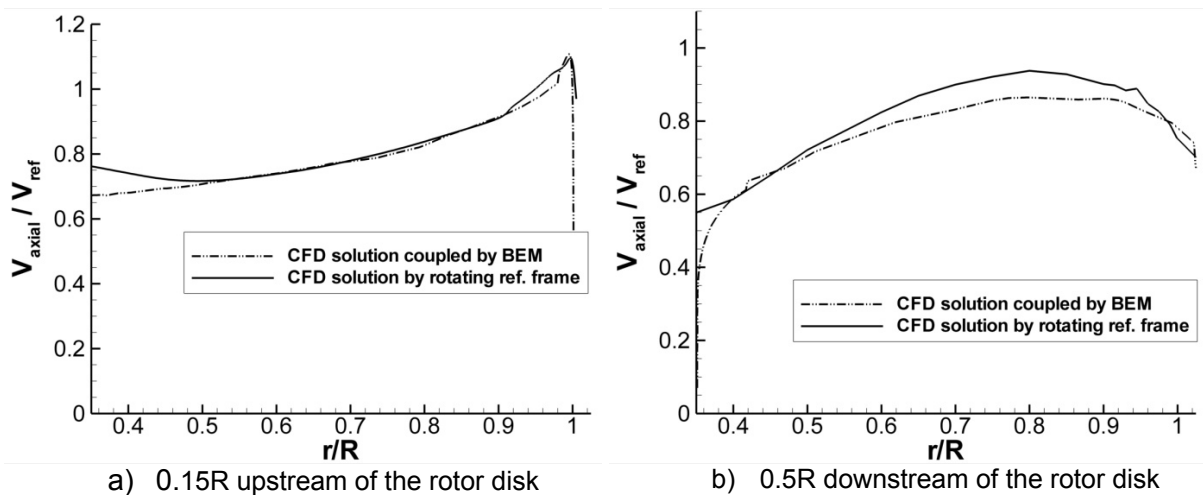 1.2
1
0.8
0.6
0.4
0.2
0
V axial / V ref
CFD solution coupled by BEM
CFD solution by rotating ref. frame
0.4 0.5 0.6 0.7 0.8 0.9 1
r/R
a) 0.15R upstream of the rotor disk
1
0.8
0.6
0.4
0.2
0
V axial / V ref
CFD solution coupled by BEM
CFD solution by rotating ref. frame
0.4 0.5 0.6 0.7 0.8 0.9 1
r/R
b) 0.5R downstream of the rotor disk